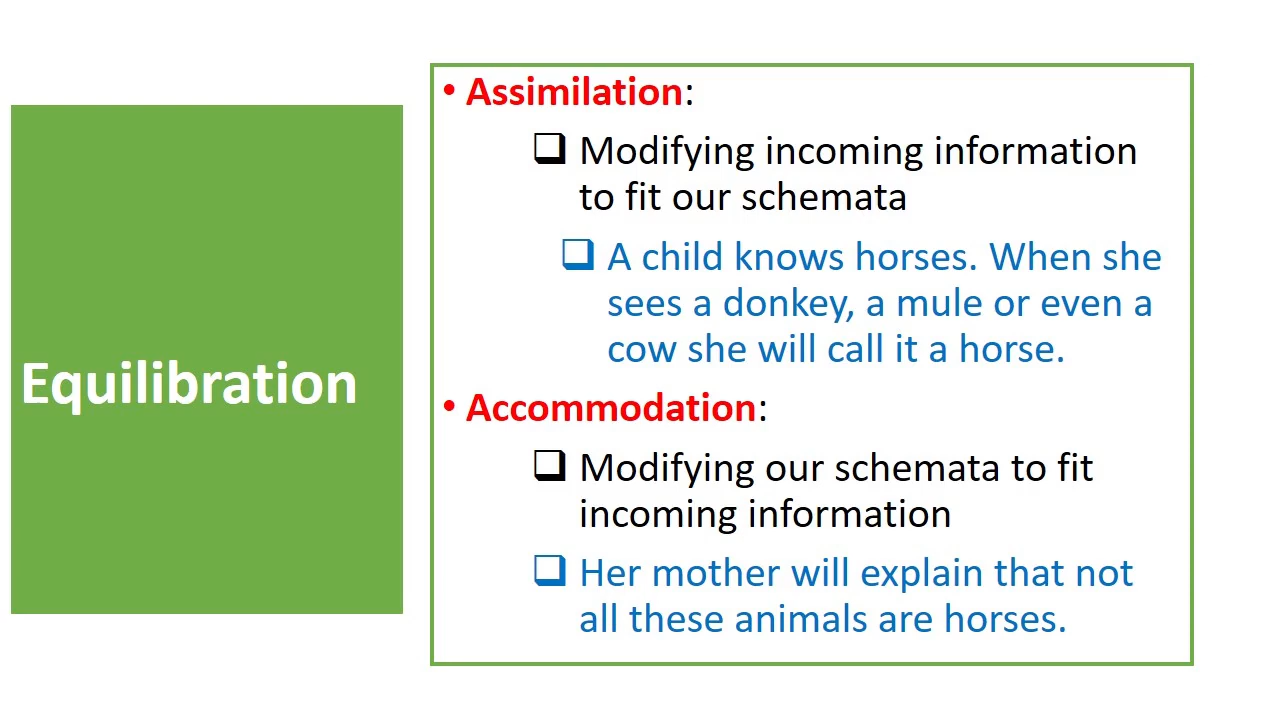 Equilibration
• Assimilation:
❑ Modifying incoming information
to fit our schemata
❑ A child knows horses. When she
sees a donkey, a mule or even a
cow she will call it a horse.
• Accommodation:
❑ Modifying our schemata to fit
incoming information
❑ Her mother will explain that not
all these animals are horses.